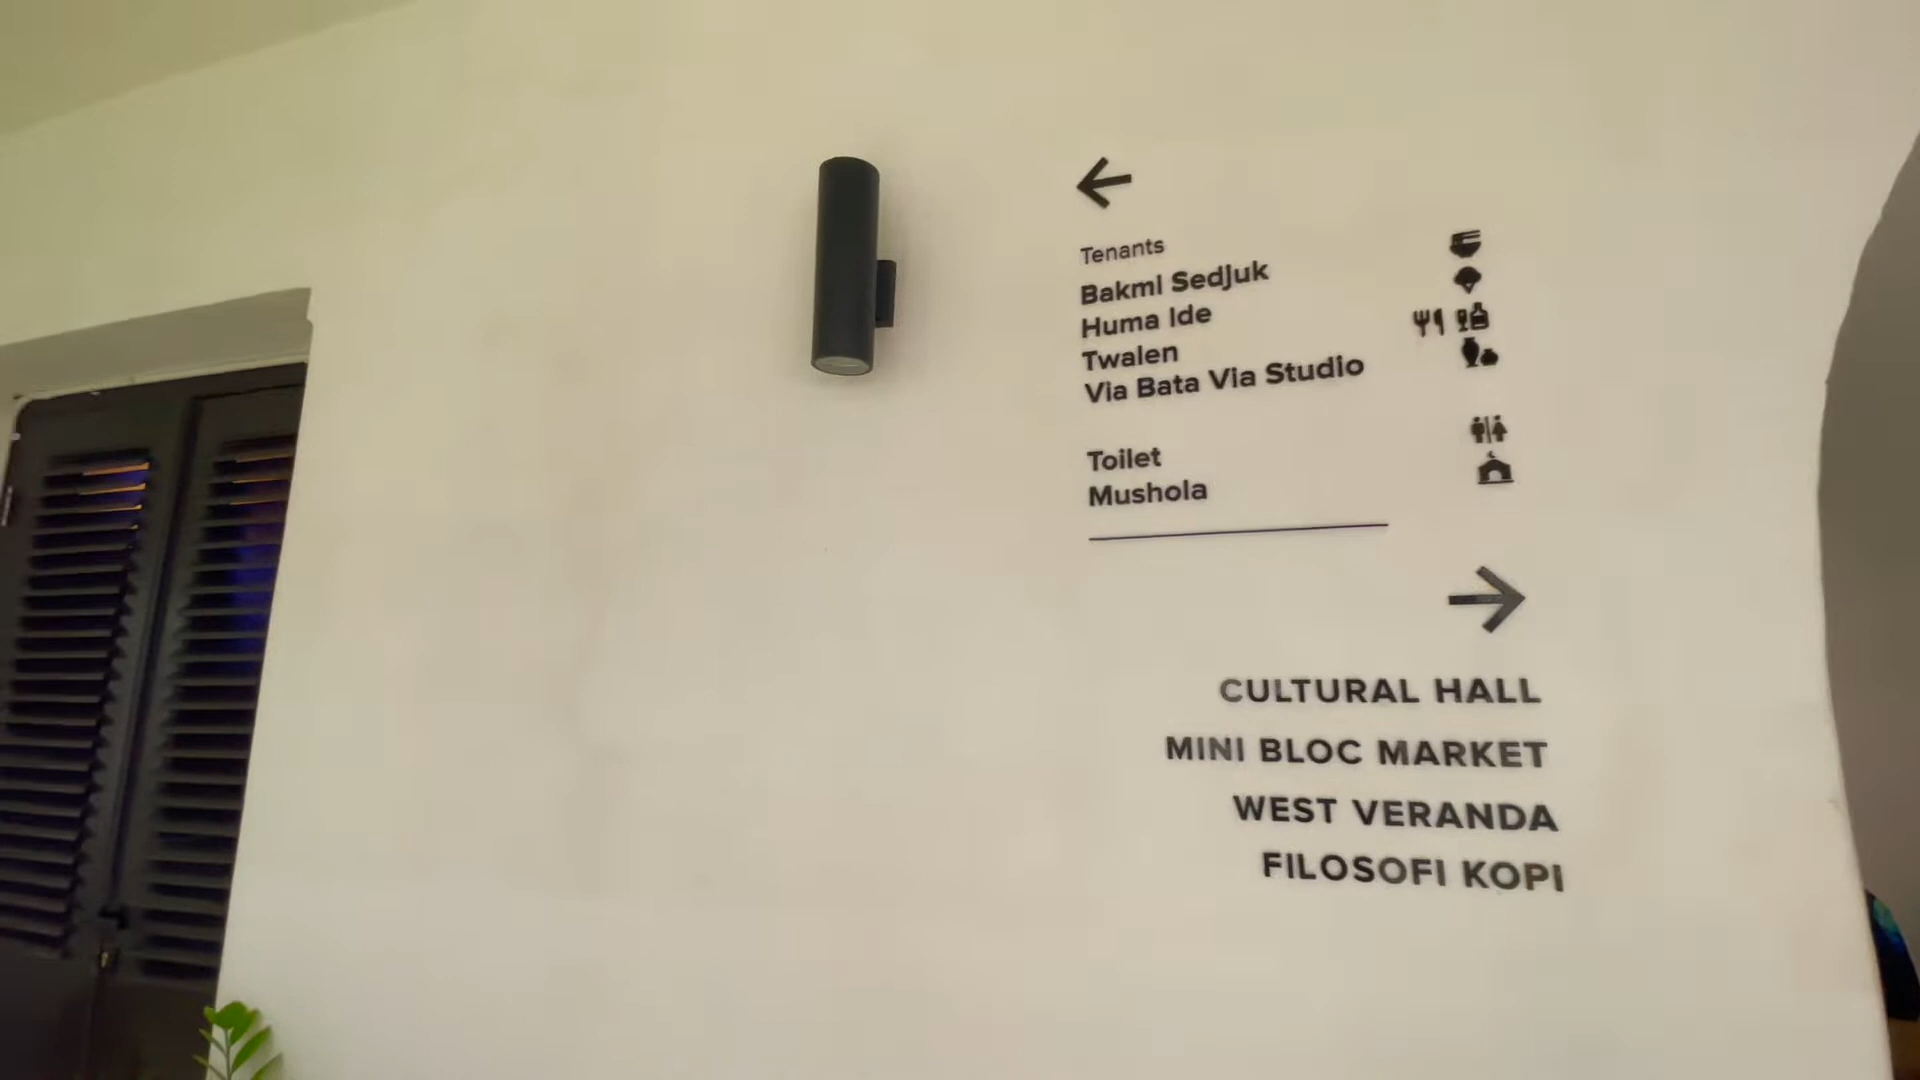 Tenants
Bakmi Sedjuk
Huma Ide
Twalen
Via Bata Via Studio
Toilet
Mushola
CULTURAL HALL
MINI BLOC MARKET
WEST VERANDA
FILOSOFI KOPI